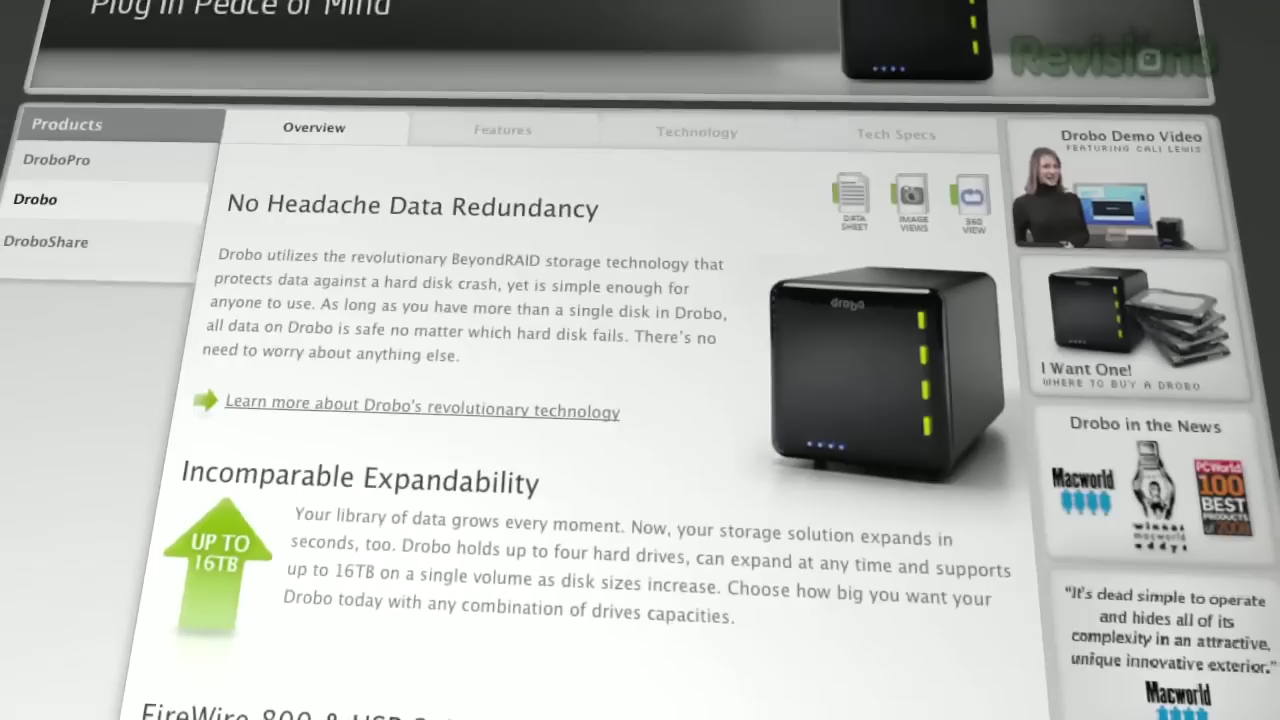 Plug in Peace of Mind
Revision3
Products
DroboPro
Drobo
DroboShare
Overview
Features
Technology
Tech Specs
No Headache Data Redundancy
Drobo utilizes the revolutionary BeyondRAID storage technology that
protects data against a hard disk crash, yet is simple enough for
anyone to use. As long as you have more than a single disk in Drobo,
all data on Drobo is safe no matter which hard disk fails. There's no
need to worry about anything else.
Learn more about Drobo's revolutionary technology
DATA
SHEET
IMAGE
VIEWS
360
VIEW
drobo
Incomparable Expandability
UP TO
16TB
Your library of data grows every moment. Now, your storage solution expands in
seconds, too. Drobo holds up to four hard drives, can expand at any time and supports
up to 16TB on a single volume as disk sizes increase. Choose how big you want your
Drobo today with any combination of drives capacities.
FireWire 800 & USB
Drobo Demo Video
FEATURING CALI LEWIS
I Want One!
WHERE TO BUY A DROBO
Drobo in the News
Macworld
winner
macworld
eddys
PCWorld
100
BEST
PRODUCTS
OF 2008
"It's dead simple to operate
and hides all of its
complexity in an attractive,
unique innovative exterior."
Macworld